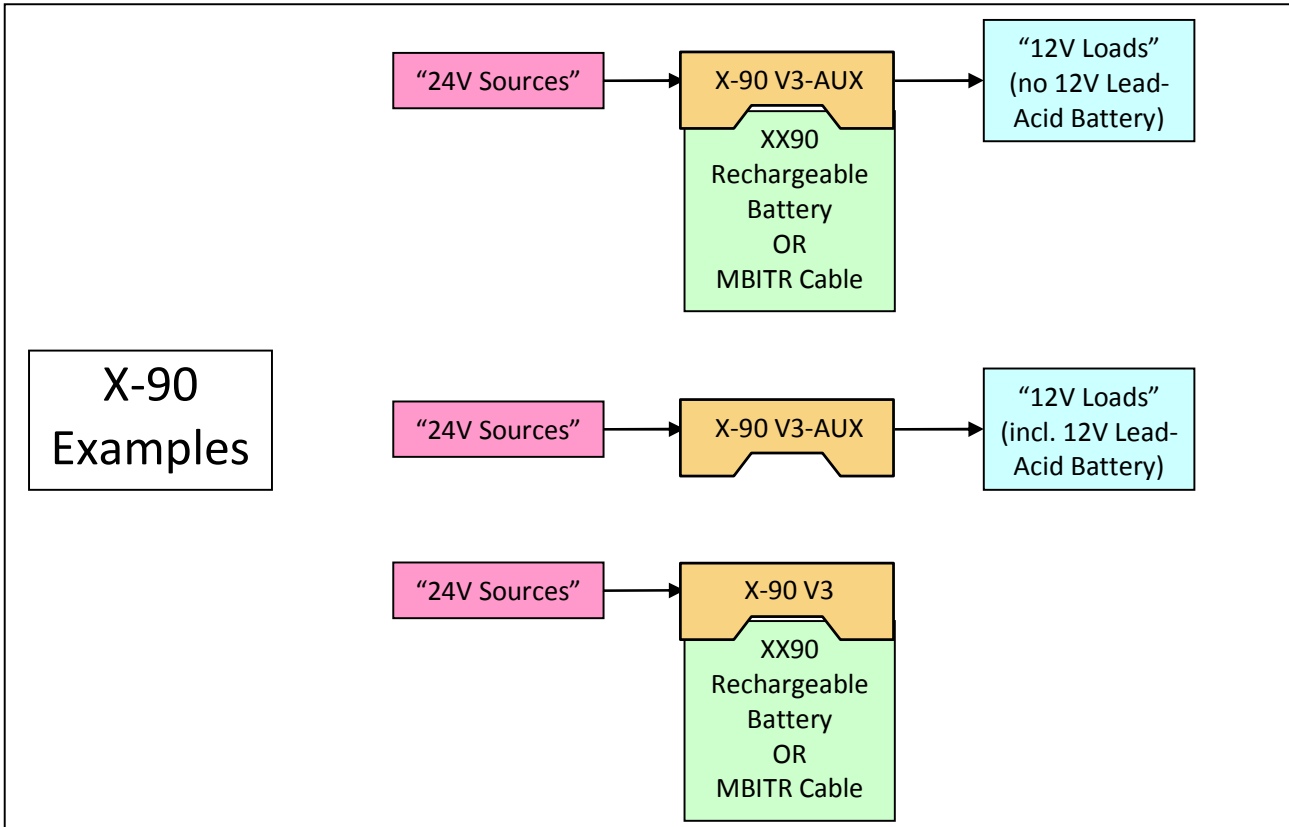 “24V Sources”
X-90 V3-AUX
“12V Loads”
(no 12V Lead-
Acid Battery)
XX90
Rechargeable
Battery
OR
MBITR Cable
X-90
Examples
“24V Sources”
X-90 V3-AUX
“12V Loads”
(incl. 12V Lead-
Acid Battery)
“24V Sources”
X-90 V3
XX90
Rechargeable
Battery
OR
MBITR Cable